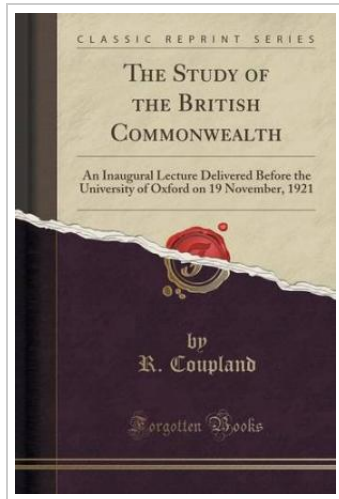 CLASSIC REPRINT SERIES
THE STUDY OF
THE BRITISH
COMMONWEALTH
An Inaugural Lecture Delivered Before the
University of Oxford on 19 November, 1921
by
R. Coupland
Forgotten Books